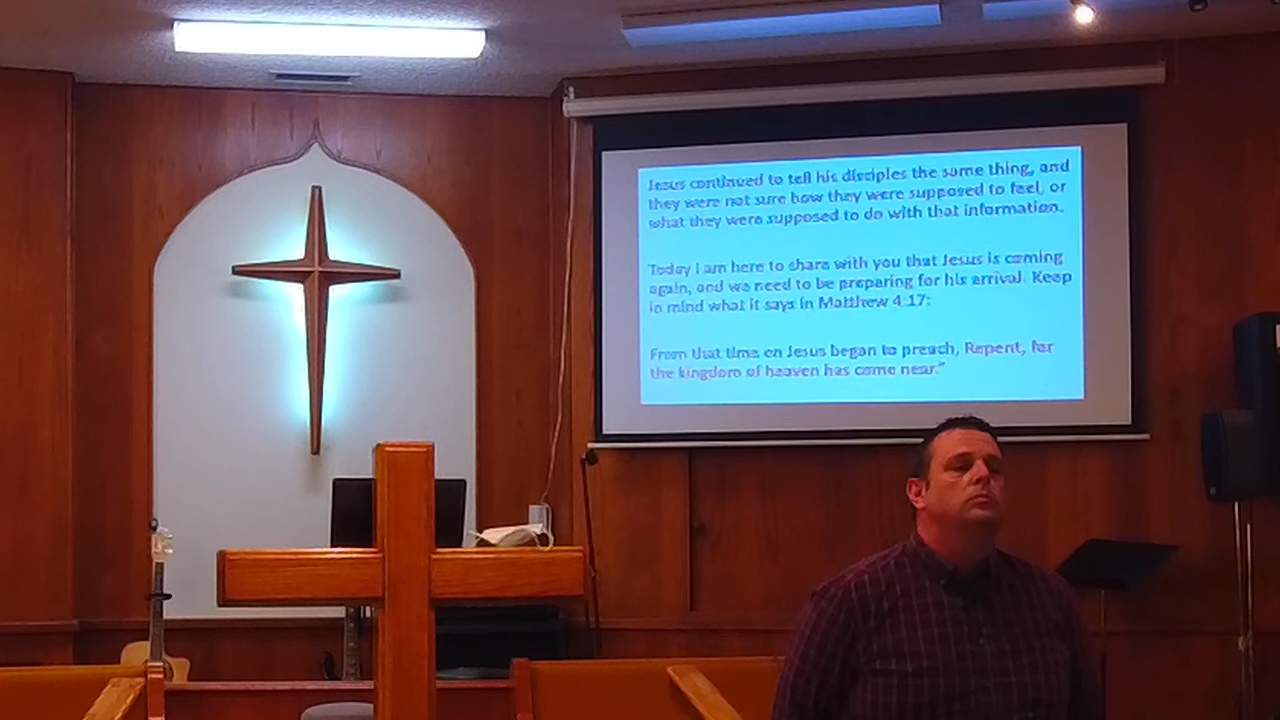 Jesus continued to tell his disciples the same thing, and
they were not sure how they were supposed to feel, or
what they were supposed to do with that information.
Today I am here to share with you that Jesus is coming
again, and we need to be preparing for his arrival. Keep
in mind what it says in Matthew 4:17:
From that time on Jesus began to preach, Repent, for
the kingdom of heaven has come near."